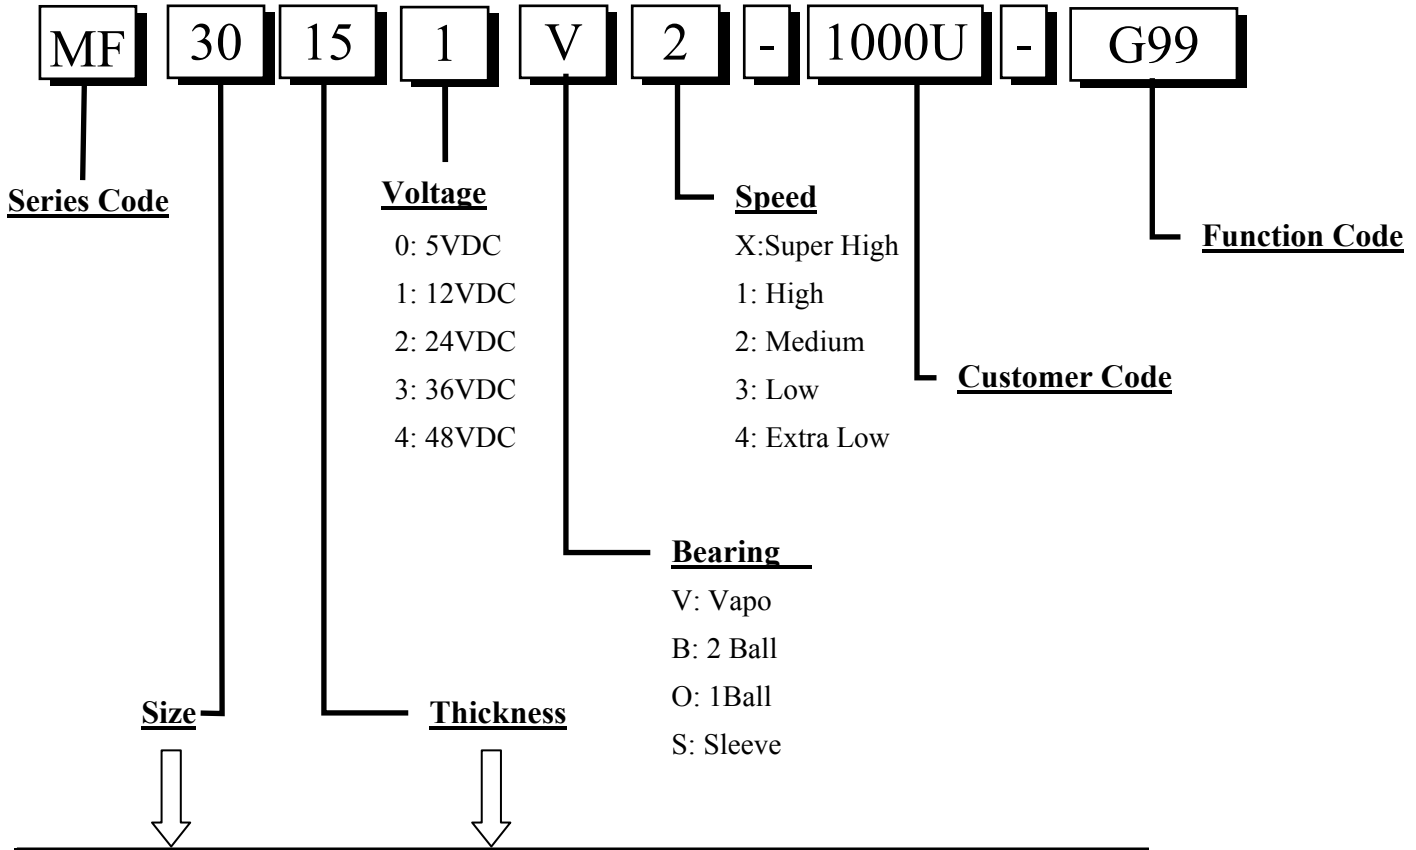 MF 30 15 1 V 2 - 1000U - G99
Series Code
Voltage
0: 5VDC
1: 12VDC
2: 24VDC
3: 36VDC
4: 48VDC
Speed
X:Super High
1: High
2: Medium
3: Low
4: Extra Low
Function Code
Customer Code
Bearing
V: Vapo
B: 2 Ball
O: 1Ball
S: Sleeve
Size
Thickness